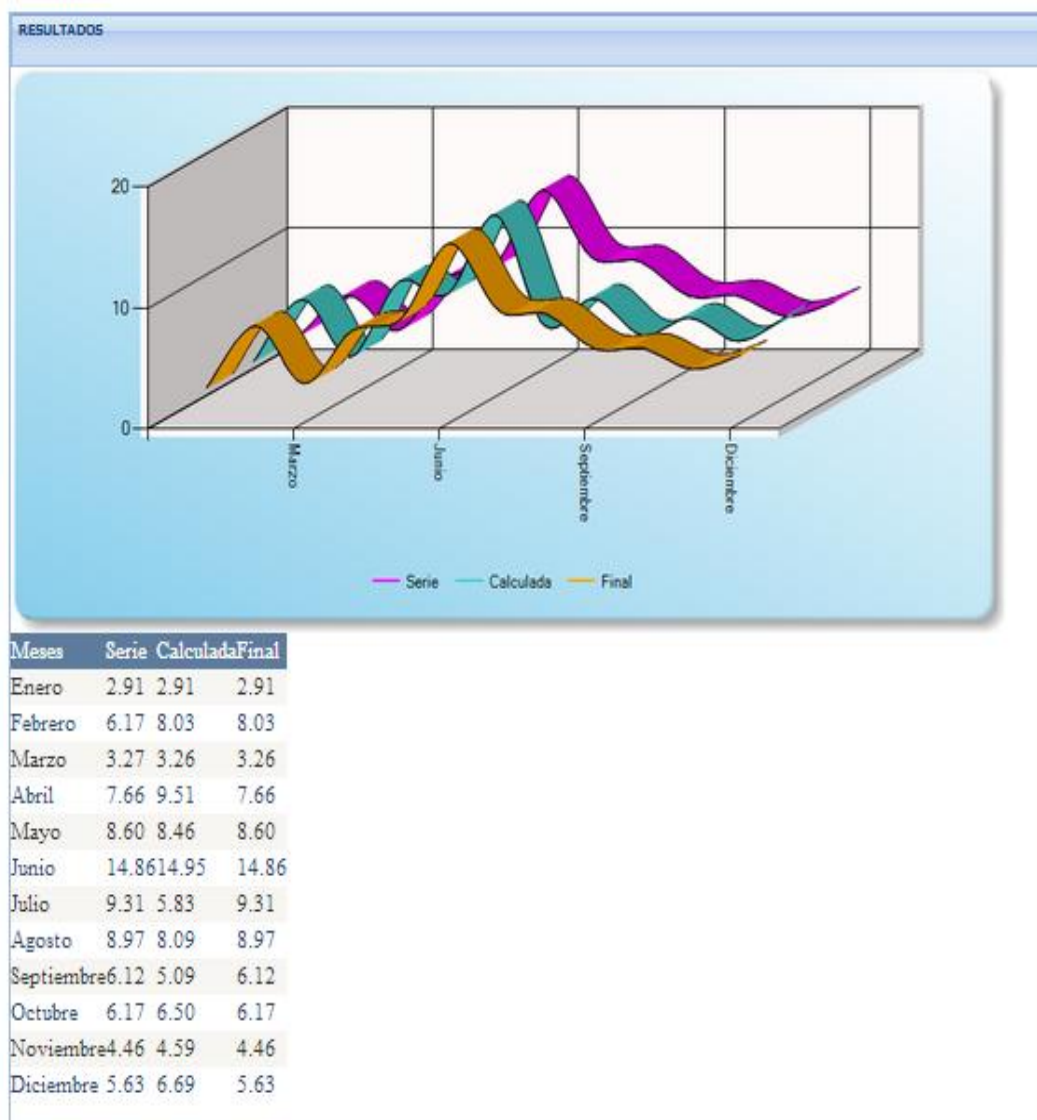 RESULTADOS
20
10
0
Marzo
Junio
Septiembre
Diciembre
Serie Calculada Final
Meses Serie Calculada Final
Enero 2.91 2.91 2.91
Febrero 6.17 8.03 8.03
Marzo 3.27 3.26 3.26
Abril 7.66 9.51 7.66
Mayo 8.60 8.46 8.60
Junio 14.86 14.95 14.86
Julio 9.31 5.83 9.31
Agosto 8.97 8.09 8.97
Septiembre 6.12 5.09 6.12
Octubre 6.17 6.50 6.17
Noviembre 4.46 4.59 4.46
Diciembre 5.63 6.69 5.63